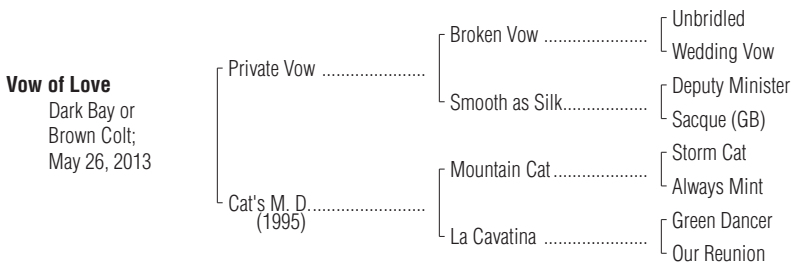 Vow of Love
Dark Bay or
Brown Colt;
May 26, 2013
Private Vow ......................
Cat's M. D.........................
(1995)
Broken Vow ......................
Smooth as Silk..................
Mountain Cat....................
La Cavatina ......................
Unbridled
Wedding Vow
Deputy Minister
Sacque (GB)
Storm Cat
Always Mint
Green Dancer
Our Reunion